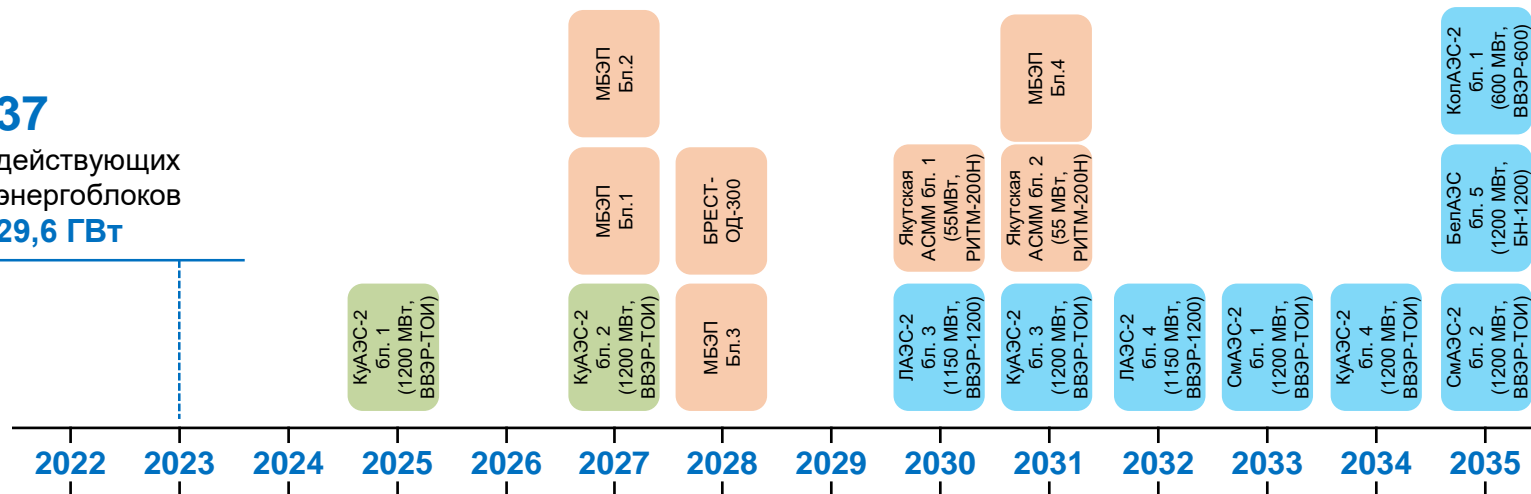 37
действующих
энергоблоков
29,6 ГВт
КуАЭС-2
бл. 1
(1200 МВт,
ВВЭР-ТОИ)
МБЭП
Бл.2
МБЭП
Бл.1
КуАЭС-2
бл. 2
(1200 МВт,
ВВЭР-ТОИ)
БРЕСТ-
ОД-300
МБЭП
Бл.3
Якутская
АСММ бл. 1
(55МВт,
РИТМ-200Н)
ЛАЭС-2
бл. 3
(1150 МВт,
ВВЭР-1200)
МБЭП
Бл.4
Якутская
АСММ бл. 2
(55 МВт,
РИТМ-200Н)
КуАЭС-2
бл. 3
(1200 МВт,
ВВЭР-ТОИ)
ЛАЭС-2
бл. 4
(1150 МВт,
ВВЭР-1200)
СмАЭС-2
бл. 1
(1200 МВт,
ВВЭР-ТОИ)
КуАЭС-2
бл. 4
(1200 МВт,
ВВЭР-ТОИ)
КолАЭС-2
бл. 1
(600 МВт,
ВВЭР-600)
БелАЭС
бл. 5
(1200 МВт,
БН-1200)
СмАЭС-2
бл. 2
(1200 МВт,
ВВЭР-ТОИ)
2022 2023 2024 2025 2026 2027 2028 2029 2030 2031 2032 2033 2034 2035